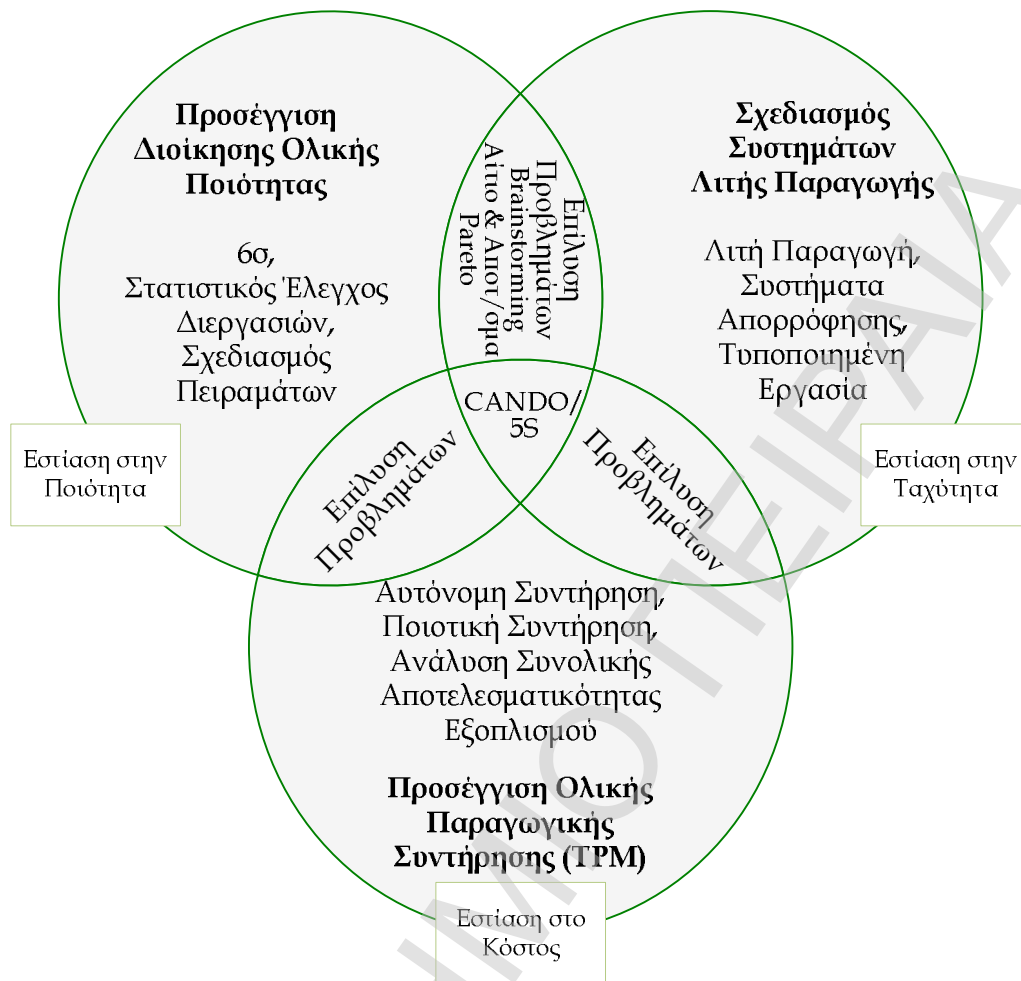 Προσέγγιση
Διοίκησης Ολικής
Ποιότητας
6σ,
Στατιστικός Έλεγχος
Διεργασιών,
Σχεδιασμός
Πειραμάτων
Εστίαση στην
Ποιότητα
Επίλυση
Προβλημάτων
Brainstorming
Αίτιο & Αποτ/σμα
Pareto
Σχεδιασμός
Συστημάτων
Λιτής Παραγωγής
Λιτή Παραγωγή,
Συστήματα
Απορρόφησης,
Τυποποιημένη
Εργασία
Εστίαση στην
Ταχύτητα
CANDO/
5S
Επίλυση
Προβλημάτων
Επίλυση
Προβλημάτων
Αυτόνομη Συντήρηση,
Ποιοτική Συντήρηση,
Ανάλυση Συνολικής
Αποτελεσματικότητας
Εξοπλισμού
Προσέγγιση Ολικής
Παραγωγικής
Συντήρησης (TPM)
Εστίαση στο
Κόστος
ΜΙΟ ΠΕΙΡΑΙΑ